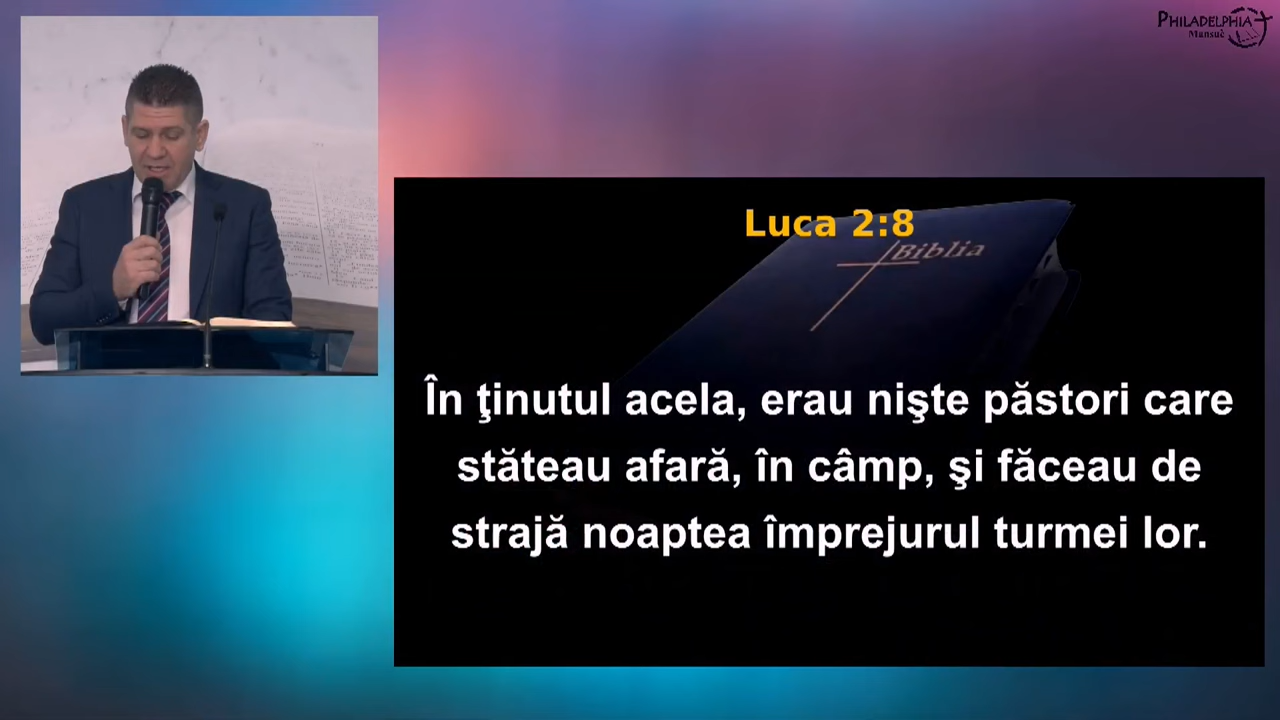 PHILADELPHIA
Mansuè
Luca 2:8
Biblia
În ţinutul acela, erau nişte păstori care
stăteau afară, în câmp, şi făceau de
strajă noaptea împrejurul turmei lor.